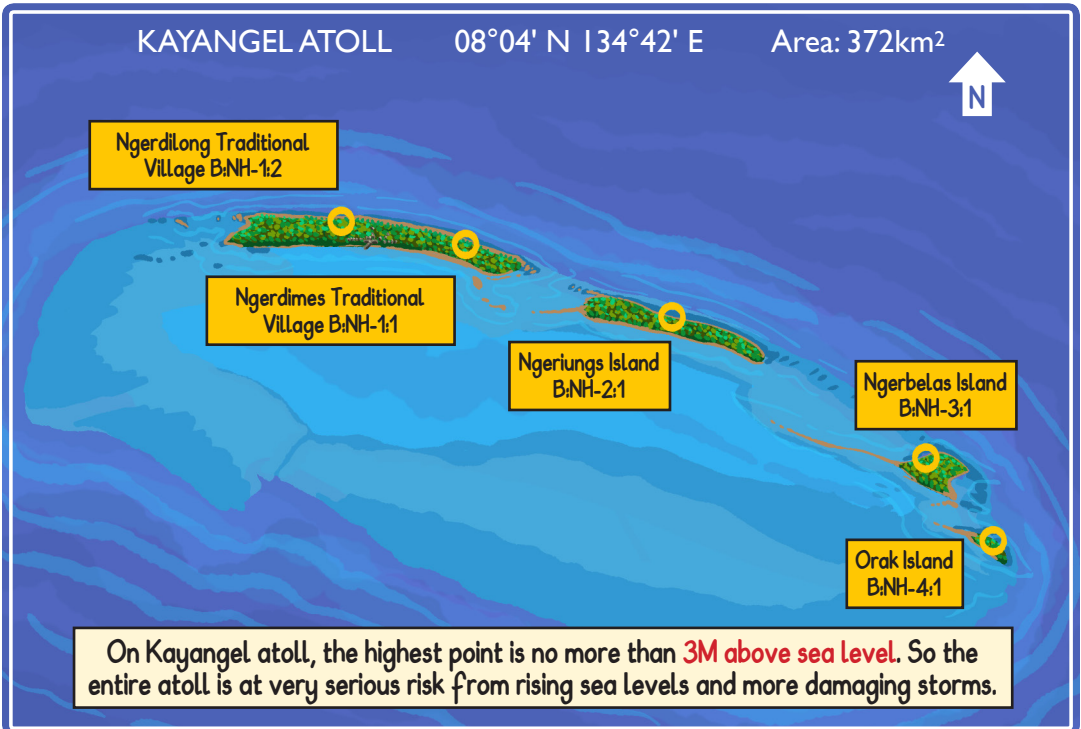 KAYANGEL ATOLL 08°04' N 134°42' E Area: 372km²
N
Ngerdilong Traditional
Village B:NH-1:2
Ngerdimes Traditional
Village B:NH-1:1
Ngeriungs Island
B:NH-2:1
Ngerbelas Island
B:NH-3:1
Orak Island
B:NH-4:1
On Kayangel atoll, the highest point is no more than 3M above sea level. So the
entire atoll is at very serious risk from rising sea levels and more damaging storms.